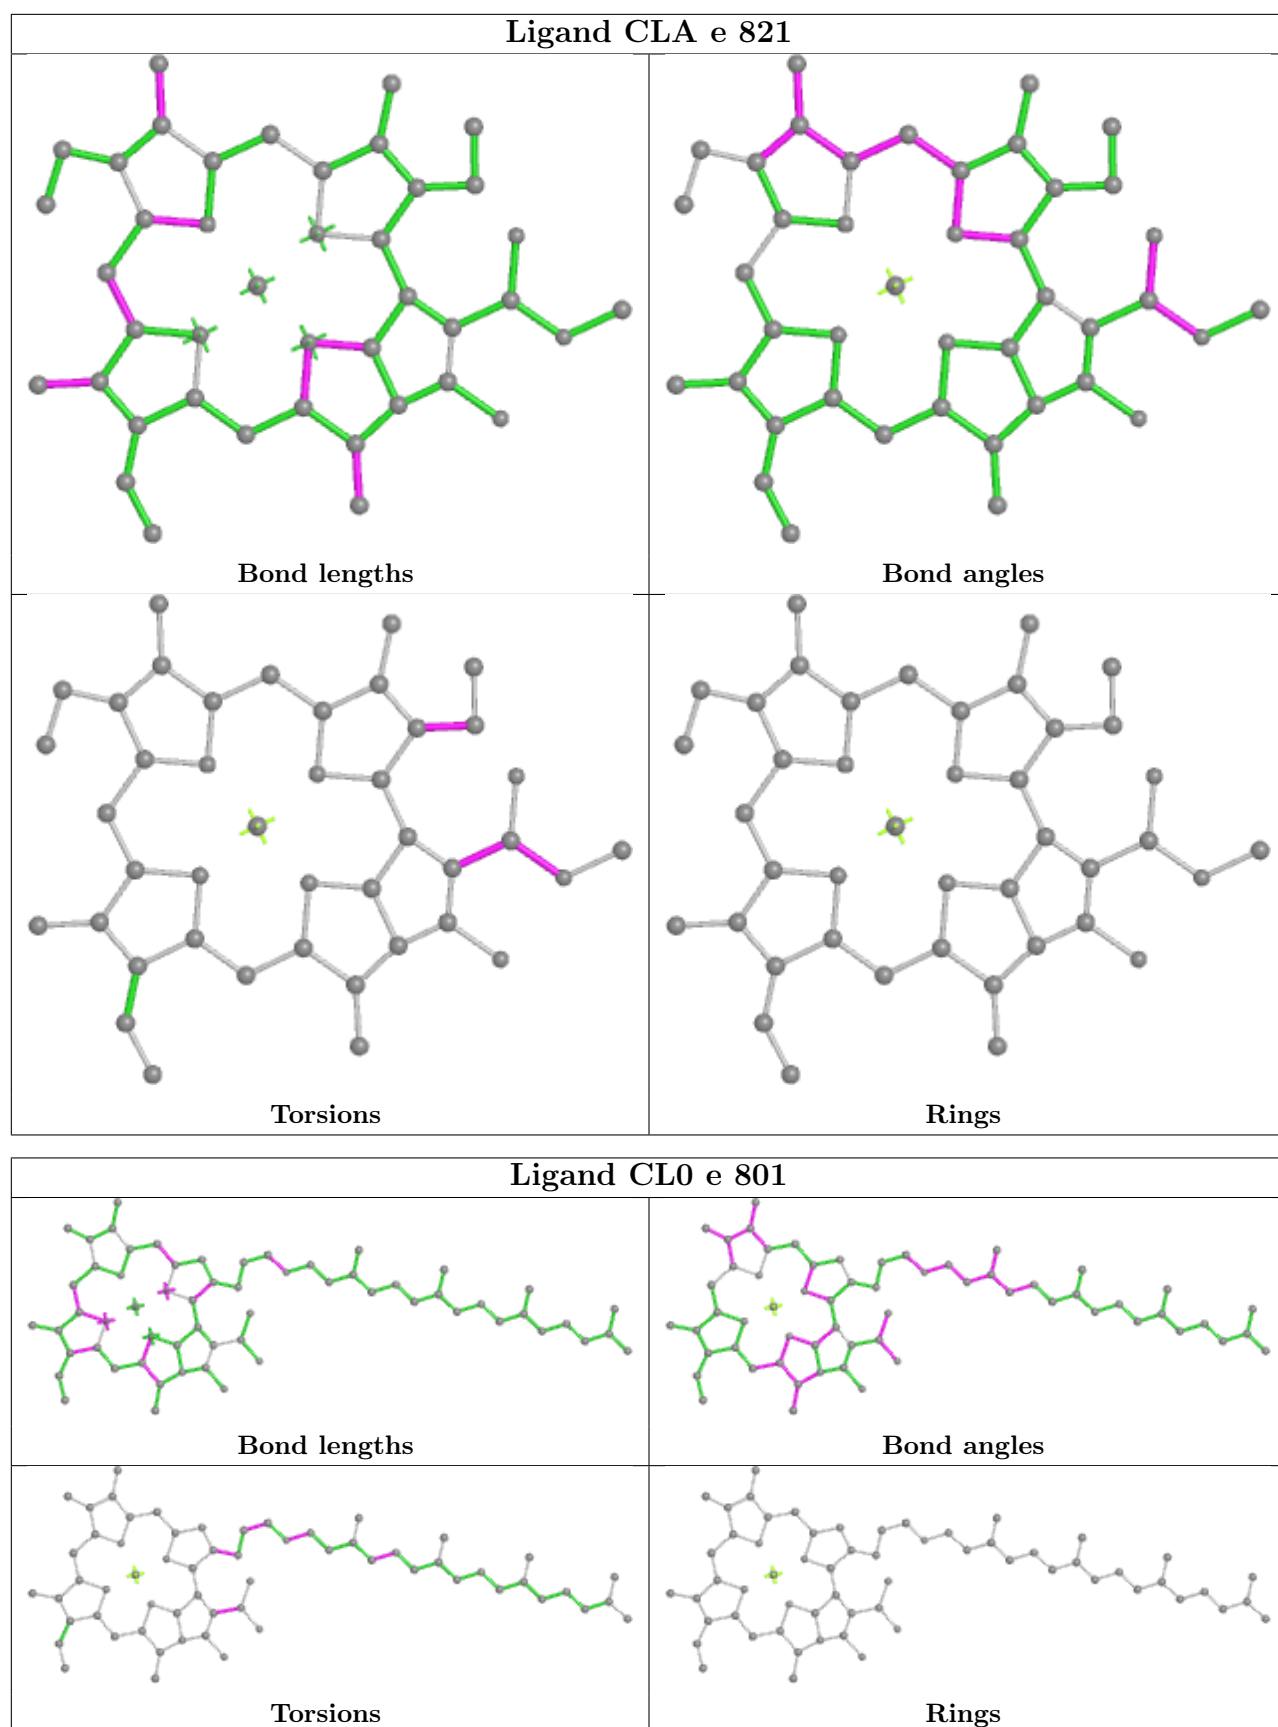 Ligand CLA e 821
Bond lengths
Bond angles
Torsions
Rings
Ligand CL0 e 801
Bond lengths
Bond angles
Torsions
Rings